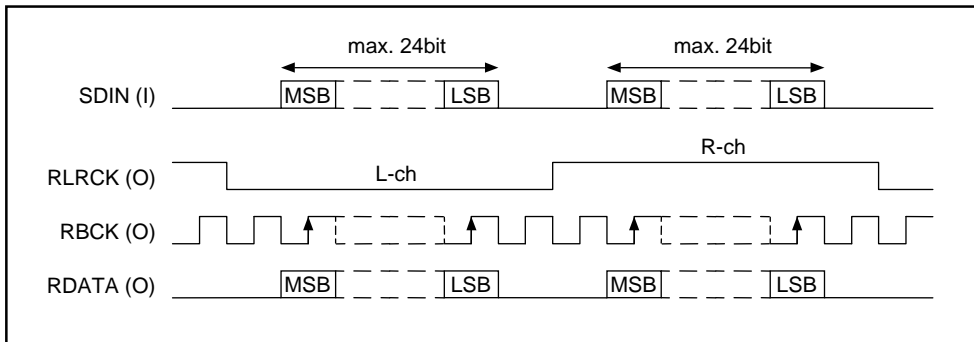 max. 24bit max. 24bit
SDIN (I) MSB LSB MSB LSB
R-ch
RLRCK (O) L-ch
RBCK (O)
RDATA (O) MSB LSB MSB LSB